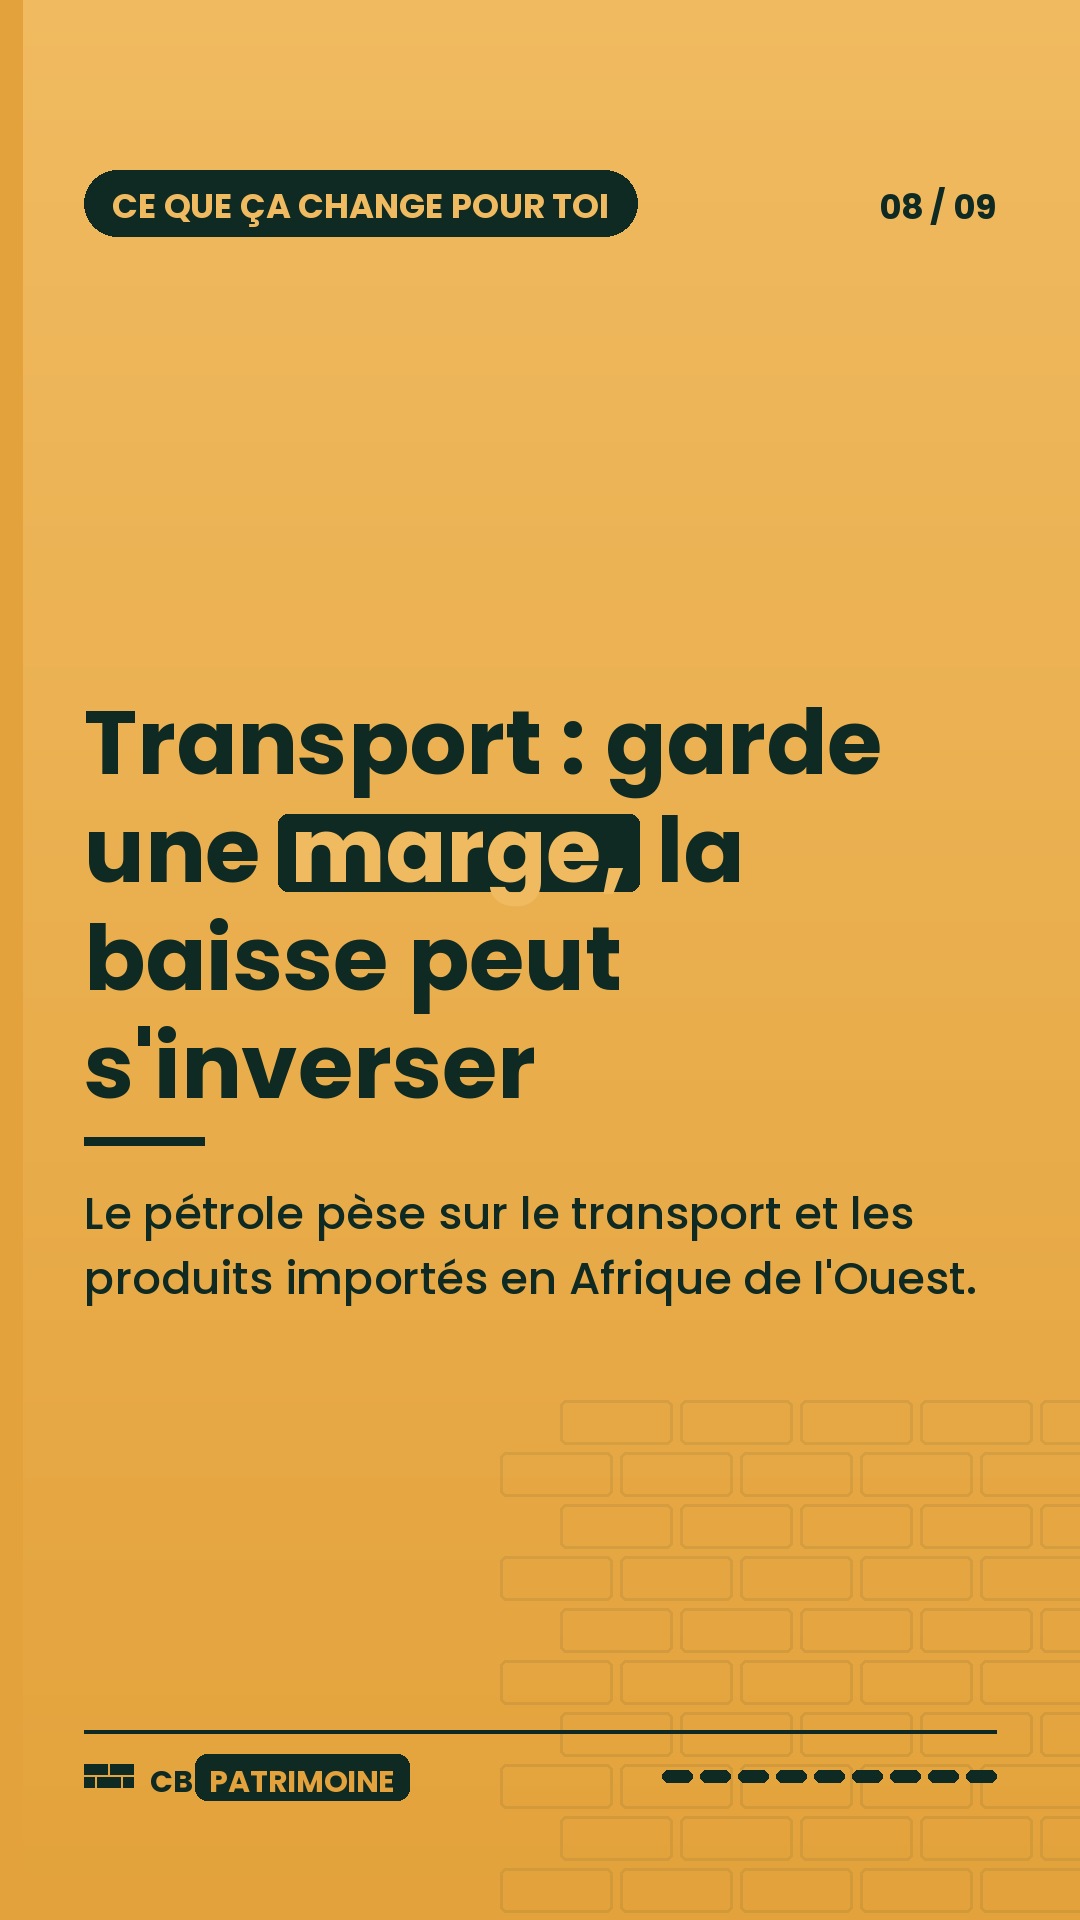 CE QUE ÇA CHANGE POUR TOI
08 / 09
Transport : garde
une marge, la
baisse peut
s'inverser
Le pétrole pèse sur le transport et les
produits importés en Afrique de l'Ouest.
CB PATRIMOINE